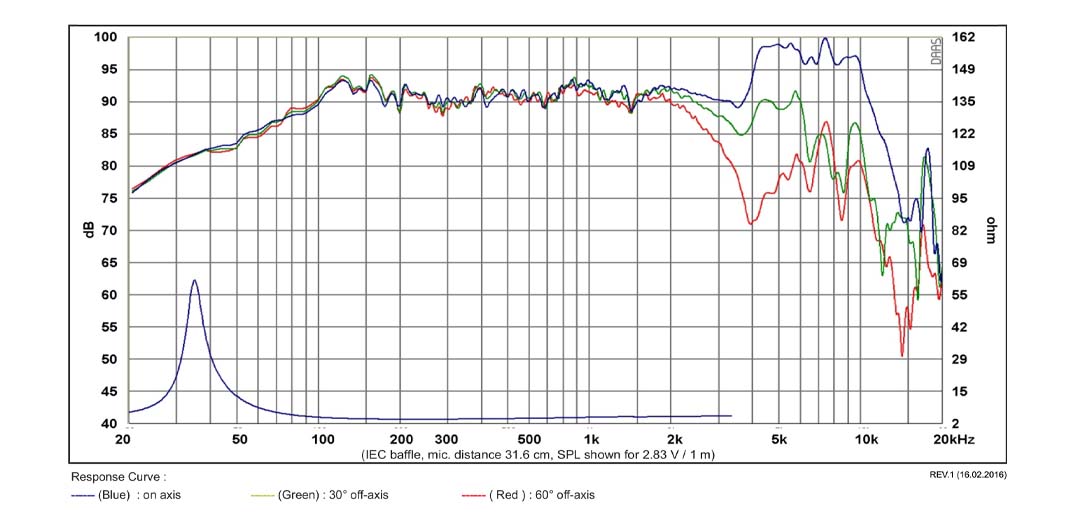 100 162
95 149
90 135
85 122
80 109
75 95
dB 70 82 ohm
65 69
60 55
55 42
50 29
45 15
40 2
20 50 100 200 300 500 1k 2k 5k 10k 20kHz
DAAS
(IEC baffle, mic. distance 31.6 cm, SPL shown for 2.83 V / 1 m)
Response Curve : REV.1 (16.02.2016)
(Blue) : on axis (Green) : 30° off-axis ( Red ) : 60° off-axis